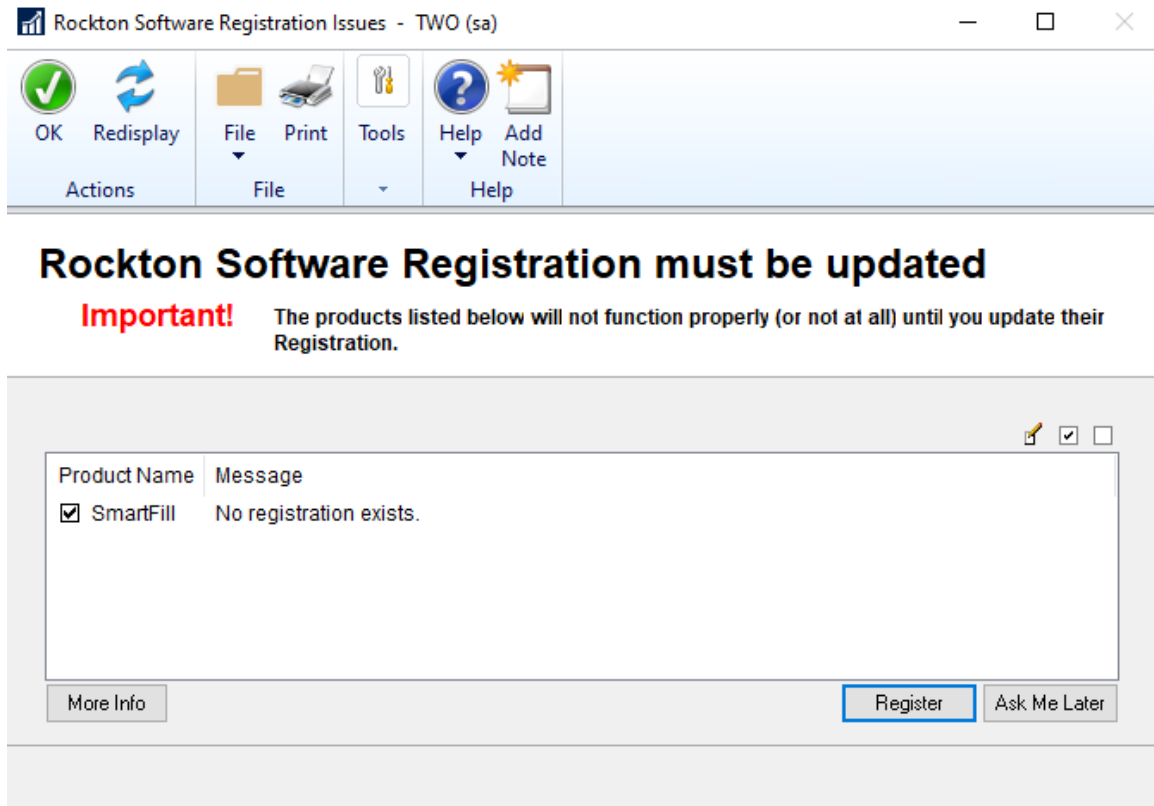 Rockton Software Registration Issues - TWO (sa)
OK Redisplay File Print Tools Help Add Note
Actions File Help
Rockton Software Registration must be updated
Important! The products listed below will not function properly (or not at all) until you update their
Registration.
Product Name Message
SmartFill No registration exists.
More Info Register Ask Me Later